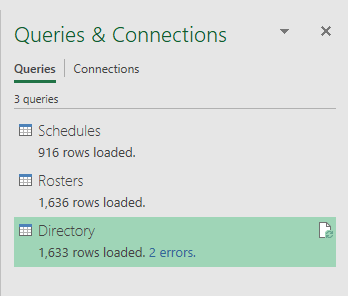 Queries & Connections
Queries | Connections
3 queries
Schedules
916 rows loaded.
Rosters
1,636 rows loaded.
Directory
1,633 rows loaded. 2 errors.